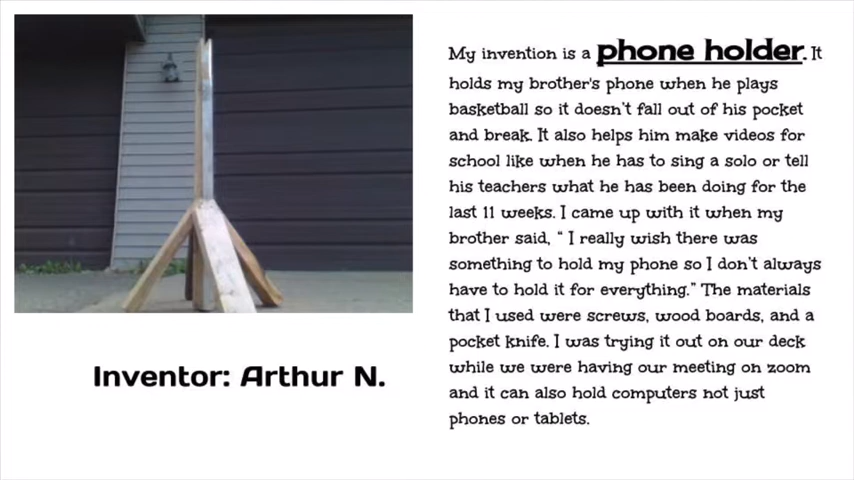 My invention is a phone holder. It
holds my brother's phone when he plays
basketball so it doesn't fall out of his pocket
and break. It also helps him make videos for
school like when he has to sing a solo or tell
his teachers what he has been doing for the
last 11 weeks. I came up with it when my
brother said, “ I really wish there was
something to hold my phone so I don't always
have to hold it for everything.” The materials
that I used were screws, wood boards, and a
pocket knife. I was trying it out on our deck
while we were having our meeting on zoom
and it can also hold computers not just
phones or tablets.
Inventor: Arthur N.